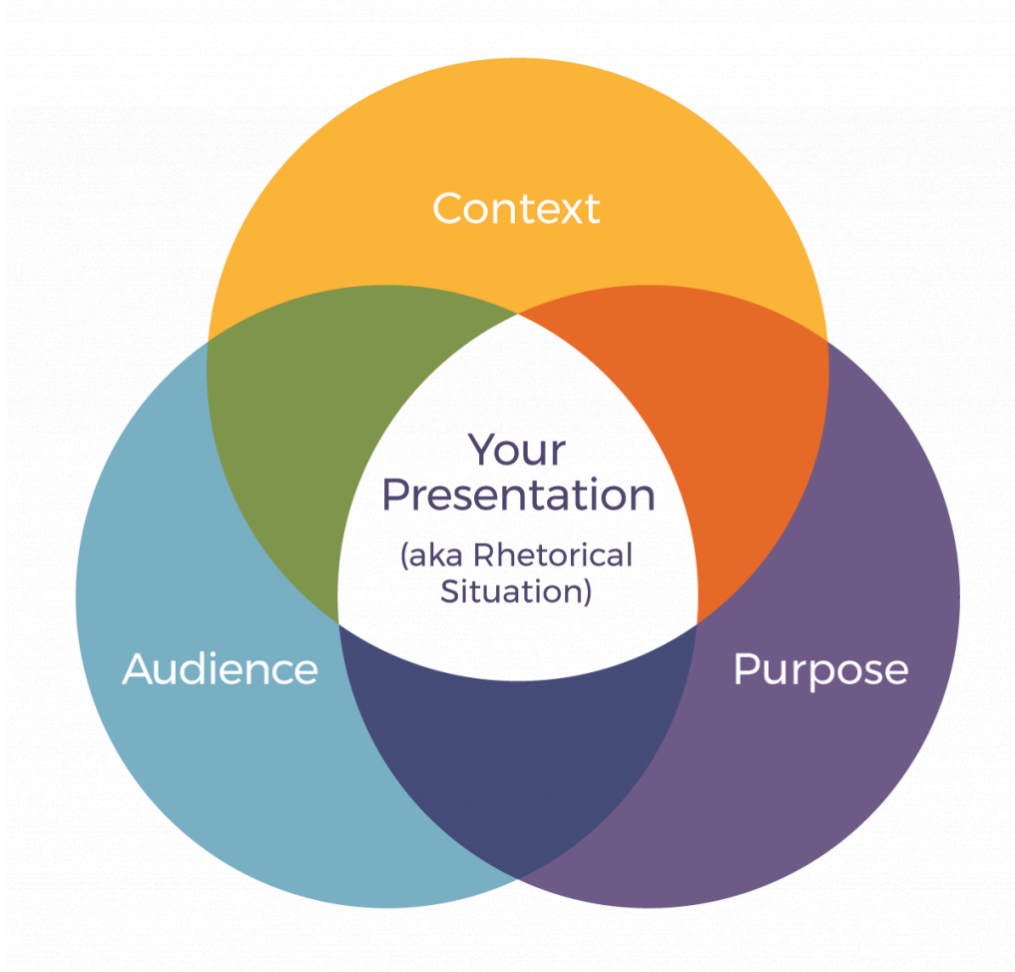 Context
Your
Presentation
(aka Rhetorical
Situation)
Audience
Purpose